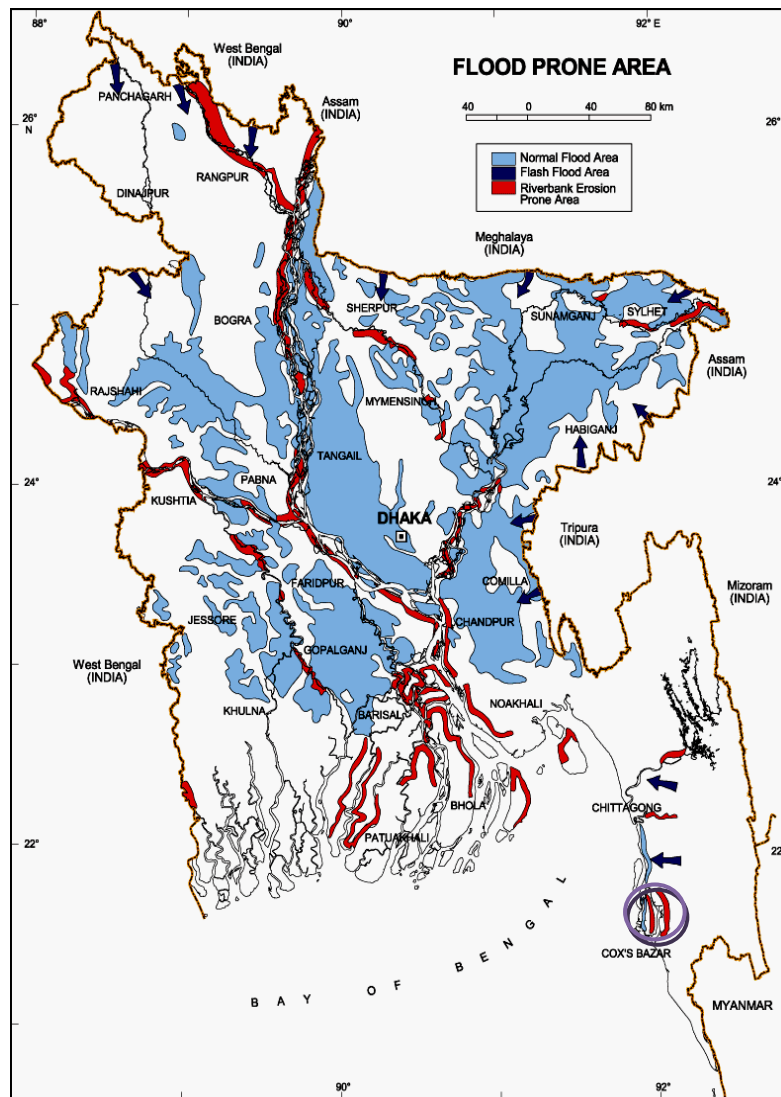 88°
90°
92°E
West Bengal
(INDIA)
FLOOD PRONE AREA
PANCHAGARH
Assam
(INDIA)
40 0 40 80 km
26°
N
26°
Normal Flood Area
Flash Flood Area
Riverbank Erosion
Prone Area
RANGPUR
DINAJPUR
Meghalaya
(INDIA)
SHERPUR
SUNAMGANJ
SYLHET
BOGRA
Assam
(INDIA)
RAJSHAHI
MYMENSINGH
HABIGANJ
TANGAIL
PABNA
24°
24°
KUSHTIA
DHAKA
Tripura
(INDIA)
FARIDPUR
COMILLA
Mizoram
(INDIA)
JESSORE
CHANDPUR
GOPALGANJ
West Bengal
(INDIA)
KHULNA
BARISAL
NOAKHALI
BHOLA
CHITTAGONG
PATUAKHALI
22°
22
COX'S BAZAR
BAY OF BENGAL
MYANMAR
90°
92°